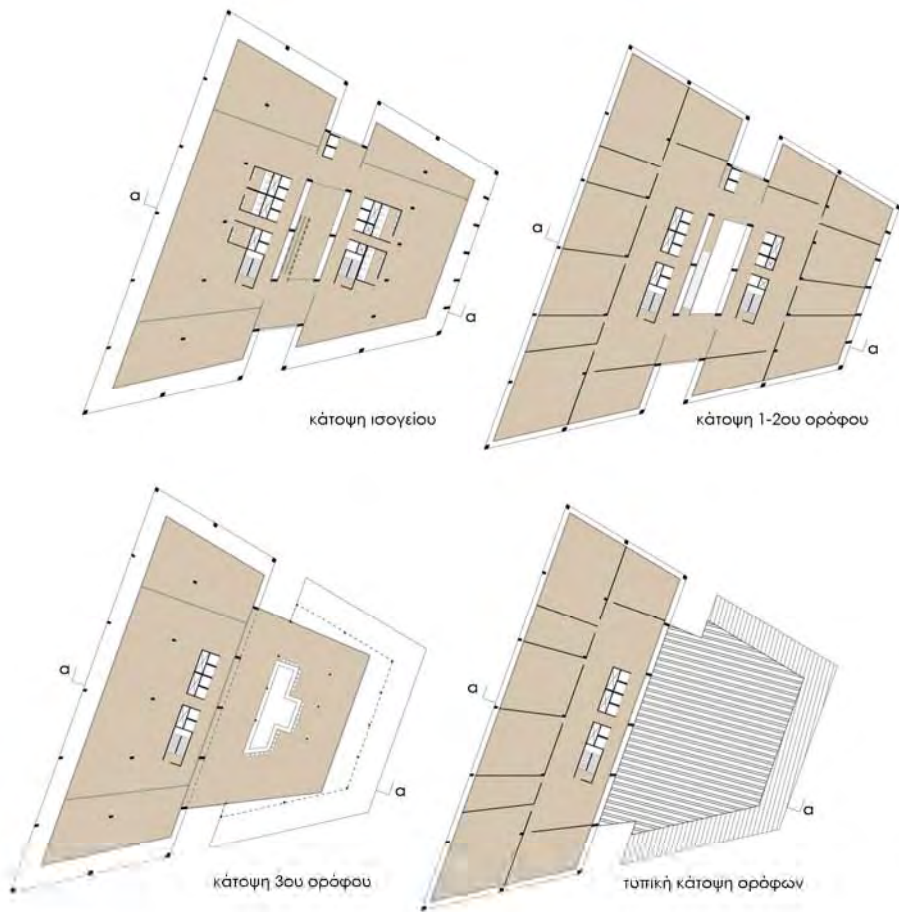 a
a
a
a
κάτοψη ισογείου
κάτοψη 1-2ου ορόφου
a
a
a
a
κάτοψη 3ου ορόφου
τυπική κάτοψη ορόφων